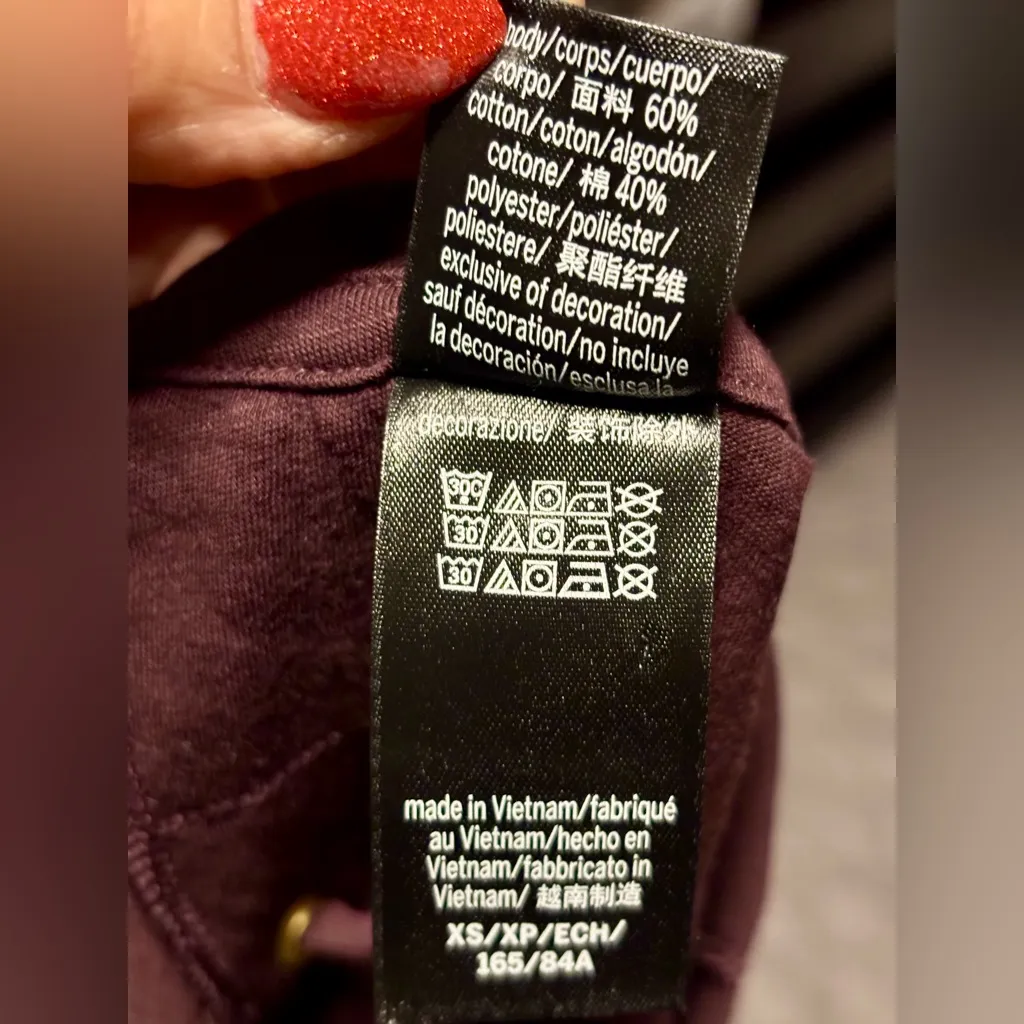 body/corps/cuerpo/
corpo/ 面料 60%
cotton/coton/algodón/
cotone/ 棉 40%
polyester/poliéster/
poliestere/ 聚酯纤维
exclusive of decoration/
sauf décoration/no incluye
la decoración/esclusa la
decorazione/ 装饰除外
30C
30°
30
made in Vietnam/fabriqué
au Vietnam/hecho en
Vietnam/fabbricato in
Vietnam/ 越南制造
XS/XP/ECH/
165/84A